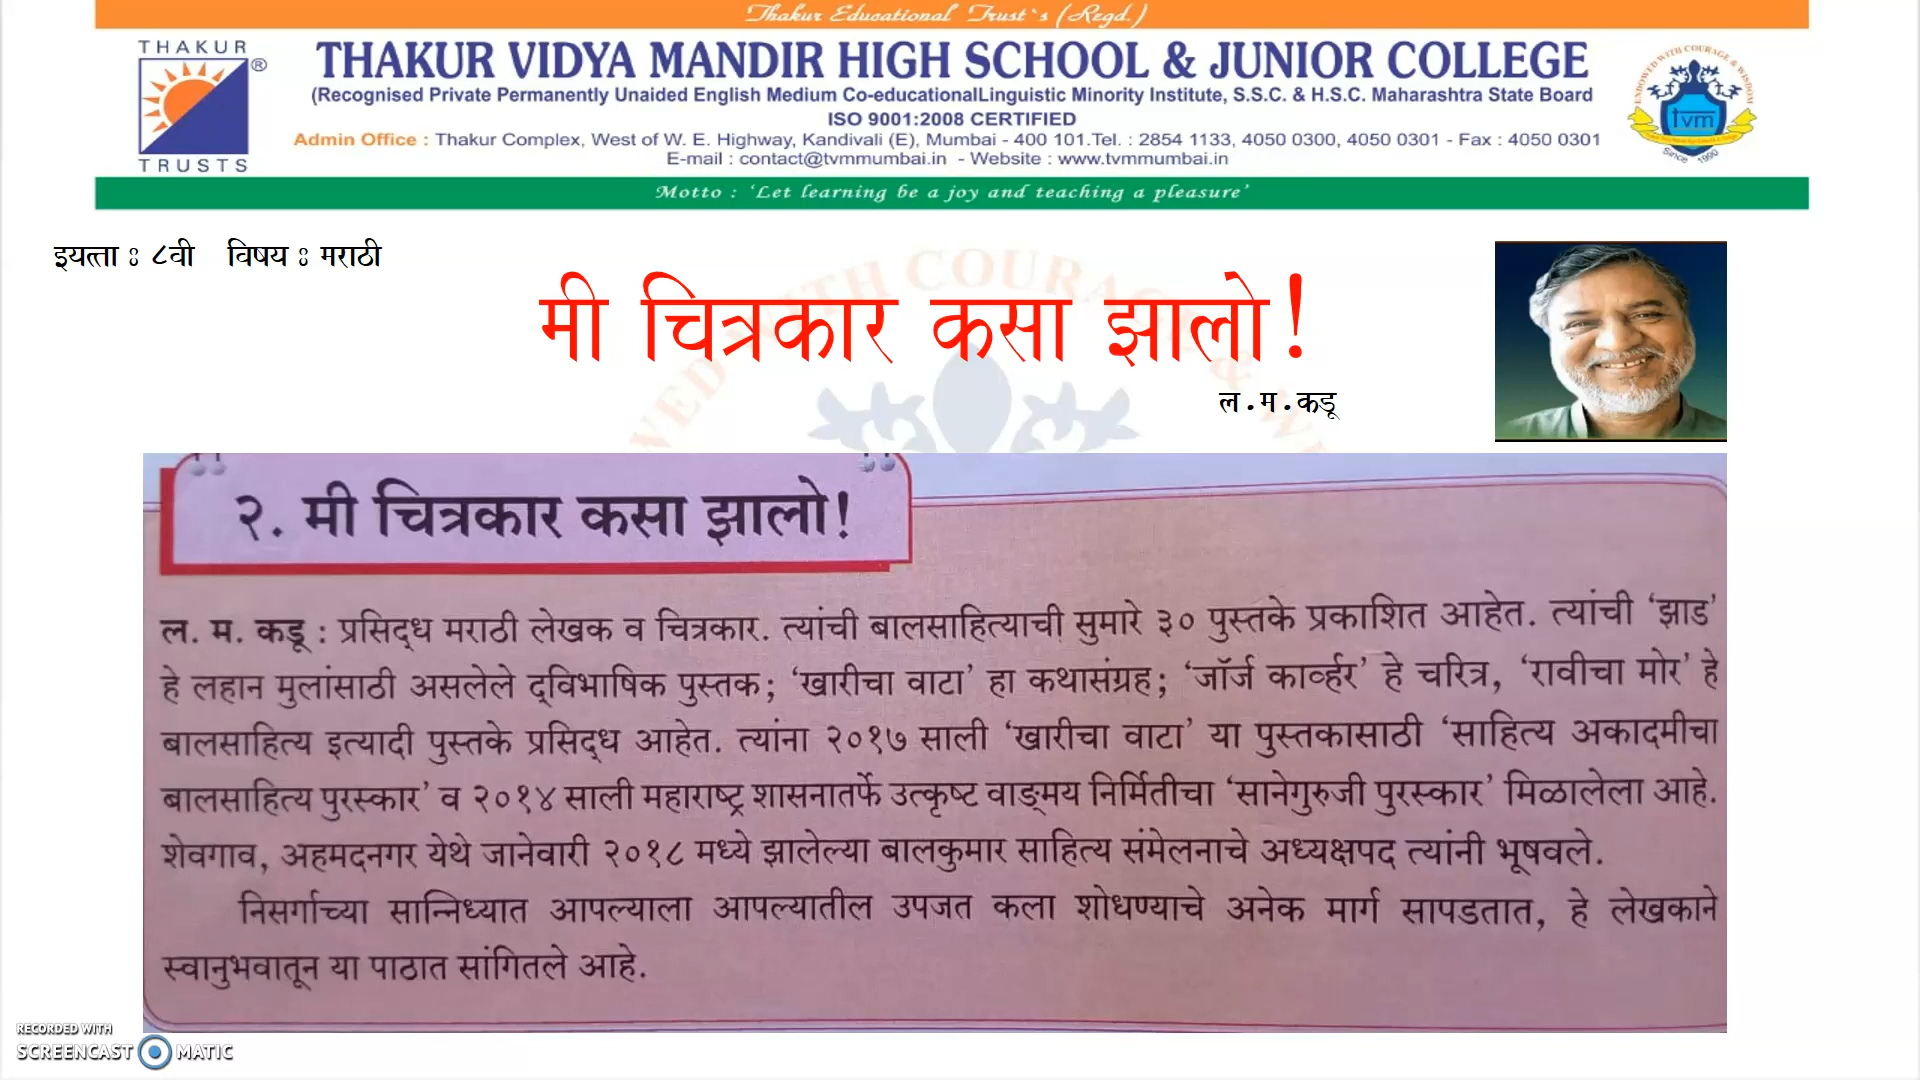 Thakur Educational Trust`s (Regd.)
THAKUR
TRUSTS
®
THAKUR VIDYA MANDIR HIGH SCHOOL & JUNIOR COLLEGE
(Recognised Private Permanently Unaided English Medium Co-educationalLinguistic Minority Institute, S.S.C. & H.S.C. Maharashtra State Board
ISO 9001:2008 CERTIFIED
Admin Office : Thakur Complex, West of W. E. Highway, Kandivali (E), Mumbai - 400 101.Tel. : 2854 1133, 4050 0300, 4050 0301 - Fax : 4050 0301
E-mail : contact@tvmmumbai.in - Website : www.tvmmumbai.in
ENDOWED WITH COURAGE & WISDOM
tvm
Since 1990
Motto : ‘Let learning be a joy and teaching a pleasure’
इयत्ता : ८वी विषय : मराठी
मी चित्रकार कसा झालो!
ल.म.कडू
२. मी चित्रकार कसा झालो!
ल. म. कडू : प्रसिद्ध मराठी लेखक व चित्रकार. त्यांची बालसाहित्याची सुमारे ३० पुस्तके प्रकाशित आहेत. त्यांची ‘झाड’
हे लहान मुलांसाठी असलेले द्विभाषिक पुस्तक; ‘खारीचा वाटा’ हा कथासंग्रह; ‘जॉर्ज कार्व्हर’ हे चरित्र, ‘रावीचा मोर’ हे
बालसाहित्य इत्यादी पुस्तके प्रसिद्ध आहेत. त्यांना २०१७ साली ‘खारीचा वाटा’ या पुस्तकासाठी ‘साहित्य अकादमीचा
बालसाहित्य पुरस्कार’ व २०१४ साली महाराष्ट्र शासनातर्फे उत्कृष्ट वाङ्मय निर्मितीचा ‘सानेगुरुजी पुरस्कार’ मिळालेला आहे.
शेवगाव, अहमदनगर येथे जानेवारी २०१८ मध्ये झालेल्या बालकुमार साहित्य संमेलनाचे अध्यक्षपद त्यांनी भूषवले.
निसर्गाच्या सान्निध्यात आपल्याला आपल्यातील उपजत कला शोधण्याचे अनेक मार्ग सापडतात, हे लेखकाने
स्वानुभवातून या पाठात सांगितले आहे.
RECORDED WITH
SCREENCAST MATIC